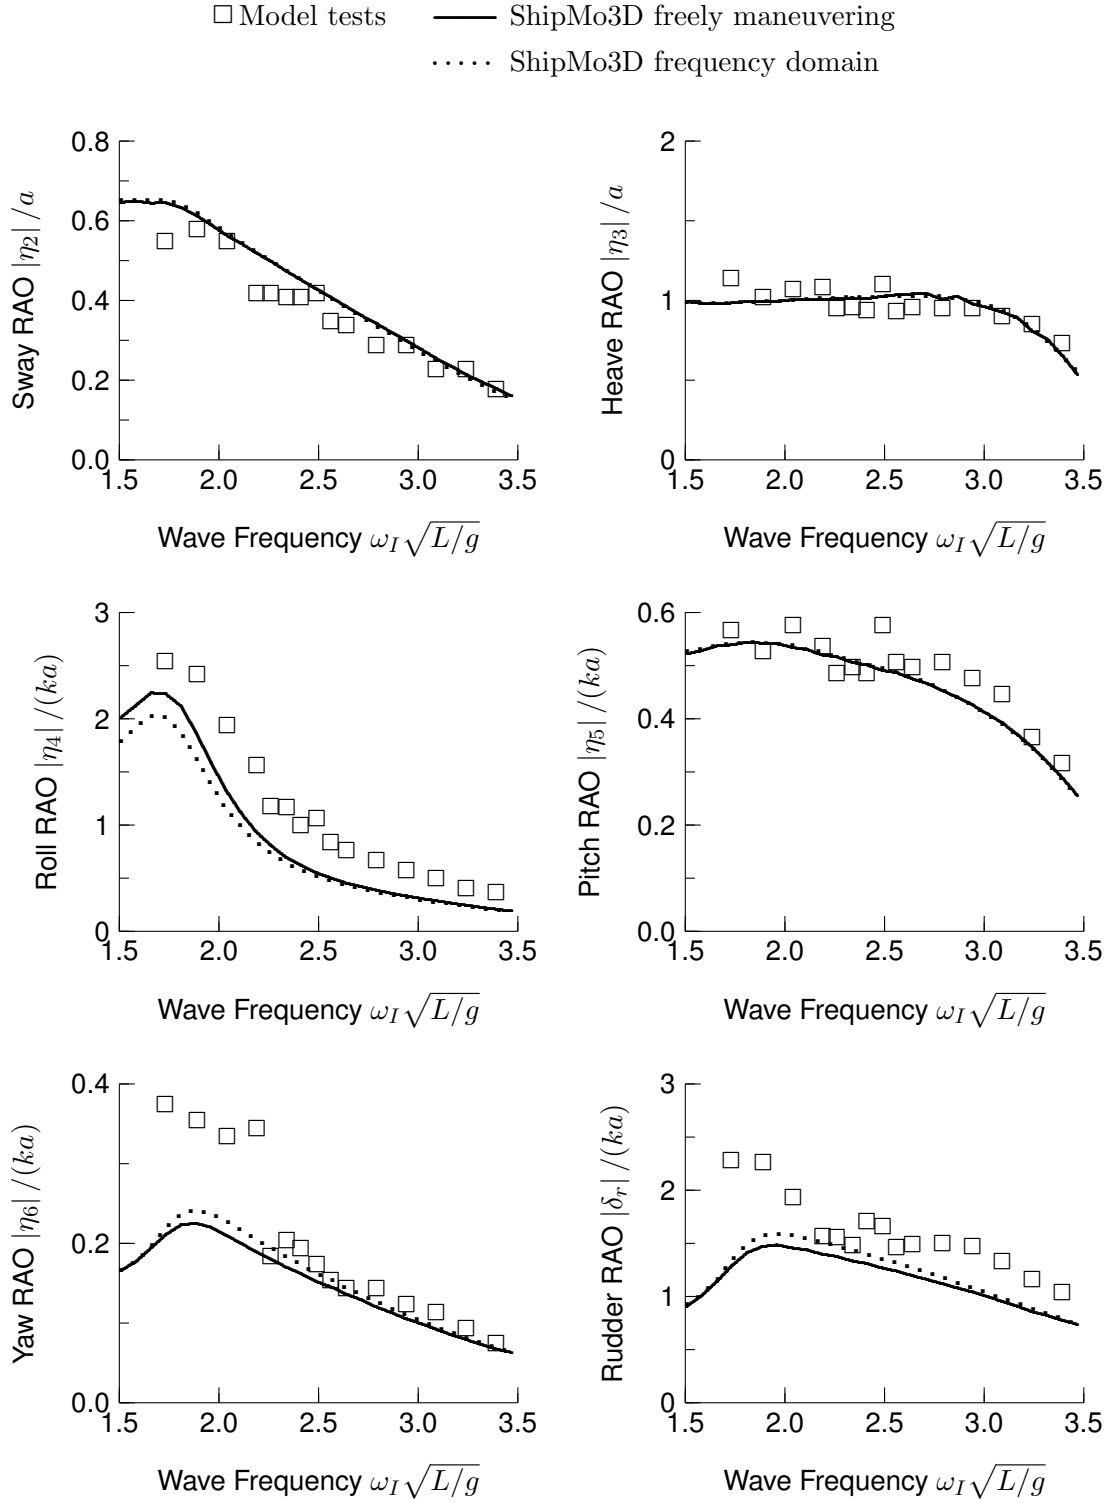 □ Model tests — ShipMo3D freely maneuvering
····· ShipMo3D frequency domain
Sway RAO |η₂|/a
0.8
0.6
0.4
0.2
0.0
1.5 2.0 2.5 3.0 3.5
Wave Frequency ω_I√(L/g)
Heave RAO |η₃|/a
2
1
0
1.5 2.0 2.5 3.0 3.5
Wave Frequency ω_I√(L/g)
Roll RAO |η₄|/(ka)
3
2
1
0
1.5 2.0 2.5 3.0 3.5
Wave Frequency ω_I√(L/g)
Pitch RAO |η₅|/(ka)
0.6
0.4
0.2
0.0
1.5 2.0 2.5 3.0 3.5
Wave Frequency ω_I√(L/g)
Yaw RAO |η₆|/(ka)
0.4
0.2
0.0
1.5 2.0 2.5 3.0 3.5
Wave Frequency ω_I√(L/g)
Rudder RAO |δ_r|/(ka)
3
2
1
0
1.5 2.0 2.5 3.0 3.5
Wave Frequency ω_I√(L/g)